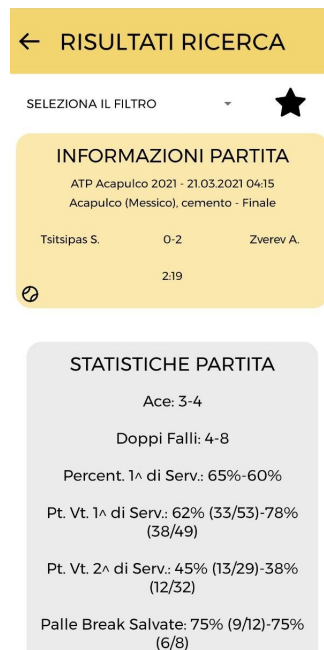 ← RISULTATI RICERCA
SELEZIONA IL FILTRO
INFORMAZIONI PARTITA
ATP Acapulco 2021 - 21.03.2021 04:15
Acapulco (Messico), cemento - Finale
Tsitsipas S. 0-2 Zverev A.
2:19
STATISTICHE PARTITA
Ace: 3-4
Doppi Falli: 4-8
Percent. 1^ di Serv.: 65%-60%
Pt. Vt. 1^ di Serv.: 62% (33/53)-78%
(38/49)
Pt. Vt. 2^ di Serv.: 45% (13/29)-38%
(12/32)
Palle Break Salvate: 75% (9/12)-75%
(6/8)